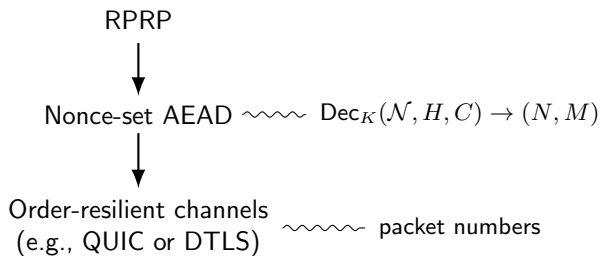 RPRP
Nonce-set AEAD
Dec_K(𝒩, H, C) → (N, M)
Order-resilient channels
(e.g., QUIC or DTLS)
packet numbers